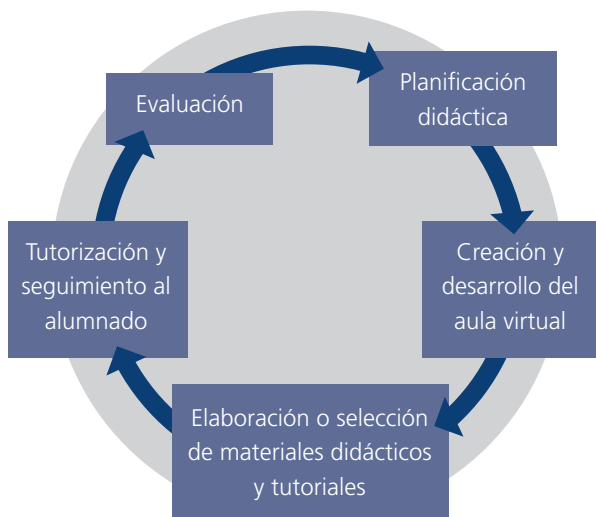 Evaluación
Planificación
didáctica
Creación y
desarrollo del
aula virtual
Elaboración o selección
de materiales didácticos
y tutoriales
Tutorización y
seguimiento al
alumnado